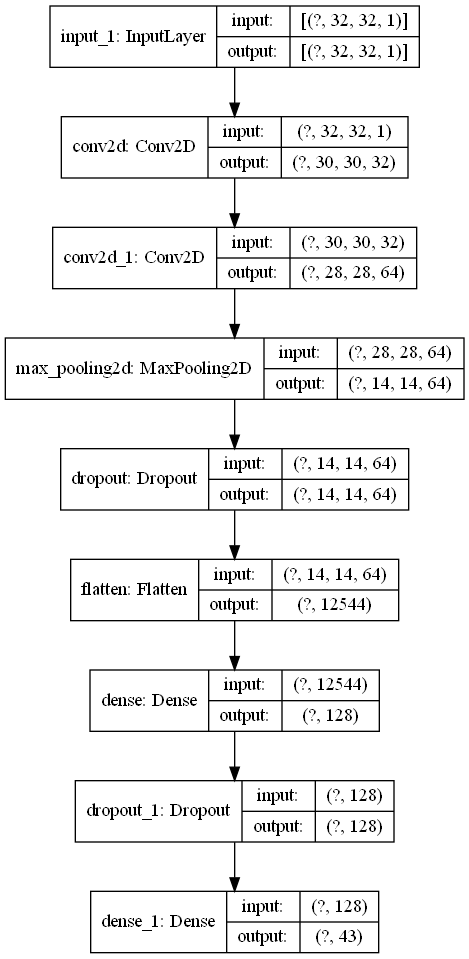 input_1: InputLayer
input: [(?, 32, 32, 1)]
output: [(?, 32, 32, 1)]
conv2d: Conv2D
input: (?, 32, 32, 1)
output: (?, 30, 30, 32)
conv2d_1: Conv2D
input: (?, 30, 30, 32)
output: (?, 28, 28, 64)
max_pooling2d: MaxPooling2D
input: (?, 28, 28, 64)
output: (?, 14, 14, 64)
dropout: Dropout
input: (?, 14, 14, 64)
output: (?, 14, 14, 64)
flatten: Flatten
input: (?, 14, 14, 64)
output: (?, 12544)
dense: Dense
input: (?, 12544)
output: (?, 128)
dropout_1: Dropout
input: (?, 128)
output: (?, 128)
dense_1: Dense
input: (?, 128)
output: (?, 43)